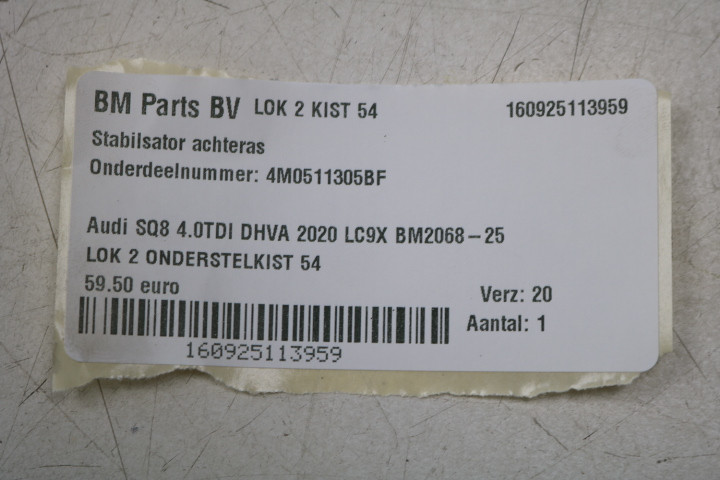 BM Parts BV LOK 2 KIST 54 160925113959
Stabilsator achteras
Onderdeelnummer: 4M0511305BF
Audi SQ8 4.0TDI DHVA 2020 LC9X BM2068-25
LOK 2 ONDERSTELKIST 54
59.50 euro
Verz: 20
Aantal: 1
160925113959